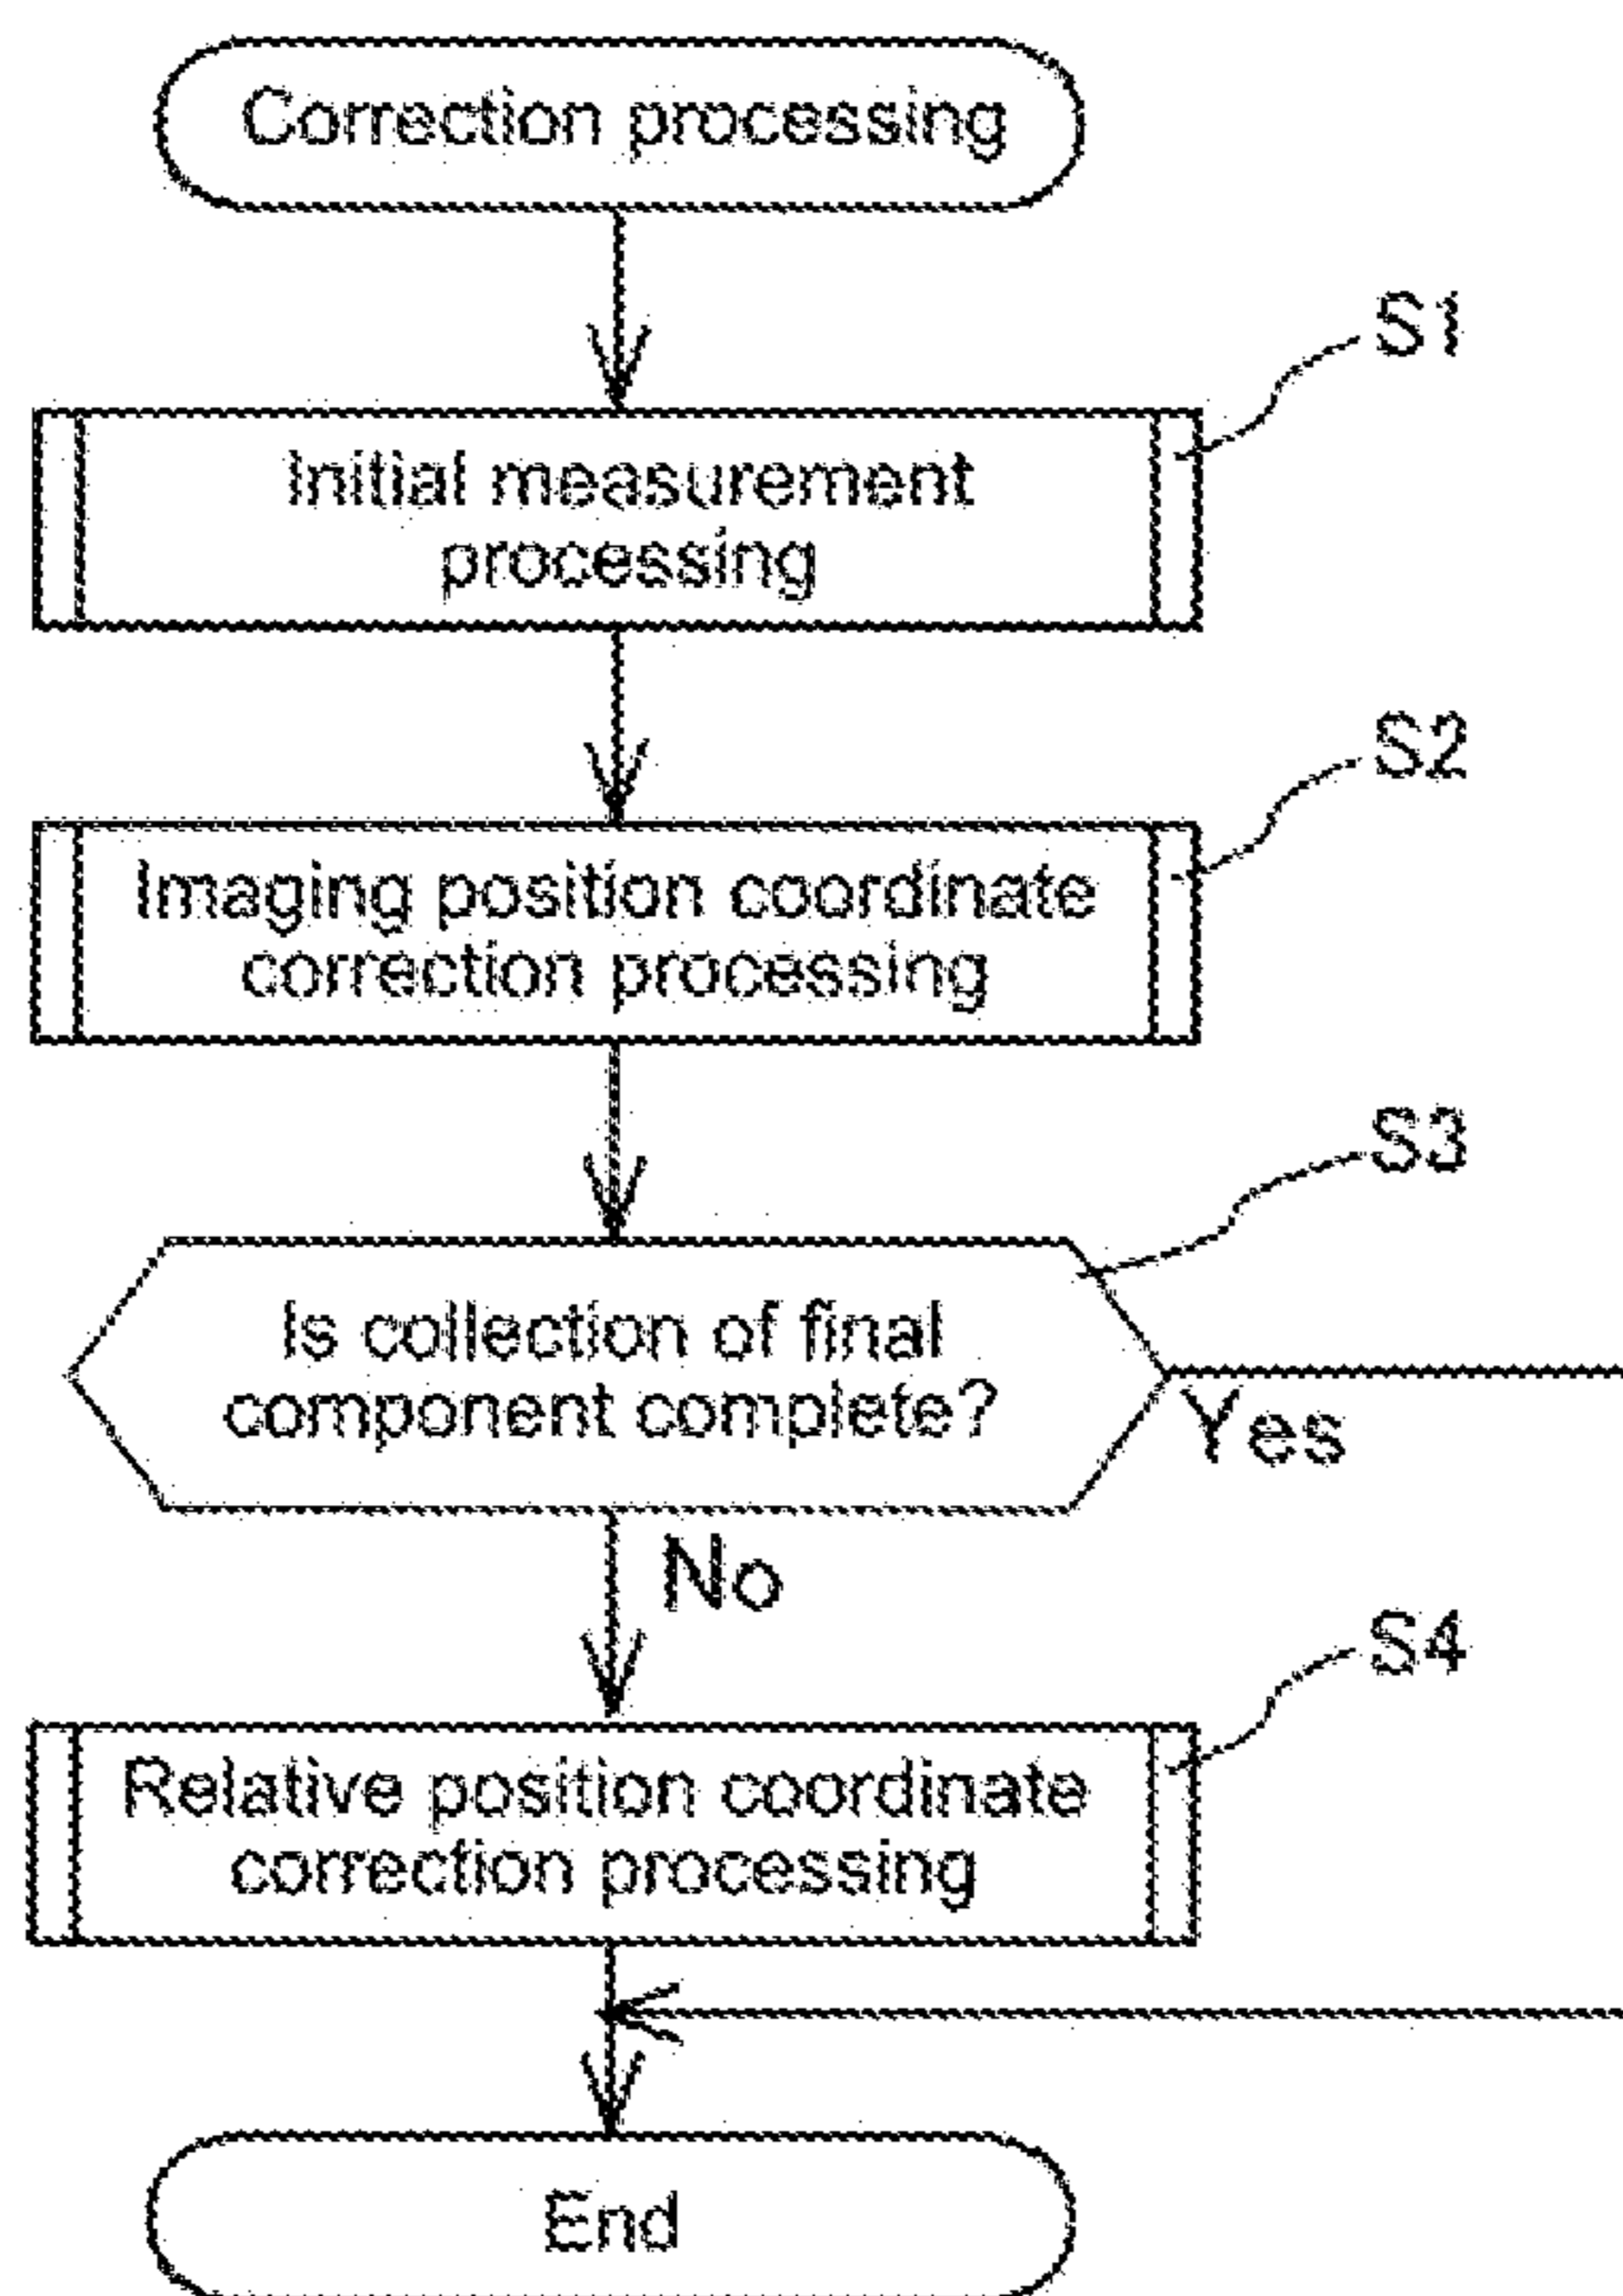 Correction processing
S1
Initial measurement
processing
S2
Imaging position coordinate
correction processing
S3
Is collection of final
component complete?
Yes
No
S4
Relative position coordinate
correction processing
End